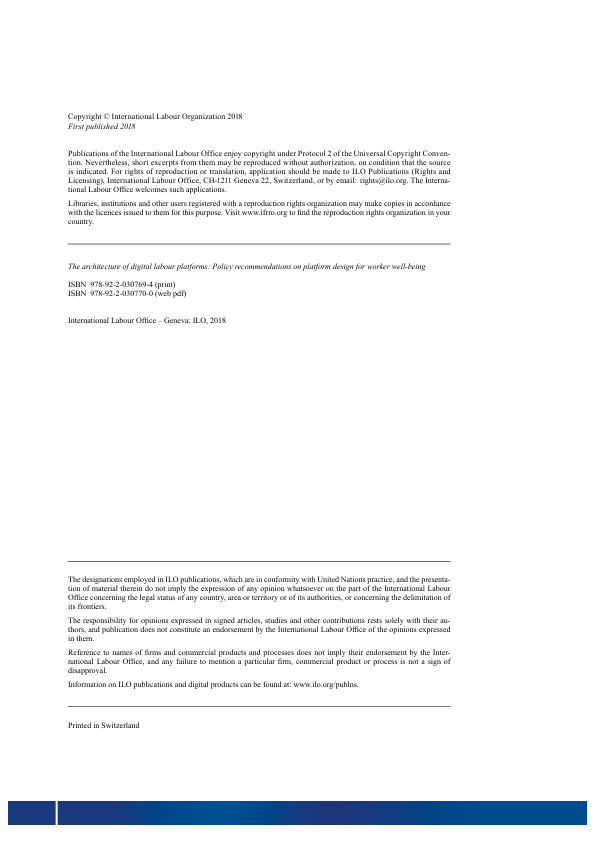 Copyright © International Labour Organization 2018
First published 2018
Publications of the International Labour Office enjoy copyright under Protocol 2 of the Universal Copyright Conven-
tion. Nevertheless, short excerpts from them may be reproduced without authorization, on condition that the source
is indicated. For rights of reproduction or translation, application should be made to ILO Publications (Rights and
Licensing), International Labour Office, CH-1211 Geneva 22, Switzerland, or by email: rights@ilo.org. The Interna-
tional Labour Office welcomes such applications.
Libraries, institutions and other users registered with a reproduction rights organization may make copies in accordance
with the licences issued to them for this purpose. Visit www.ifrro.org to find the reproduction rights organization in your
country.
The architecture of digital labour platforms: Policy recommendations on platform design for worker well-being
ISBN 978-92-2-030769-4 (print)
ISBN 978-92-2-030770-0 (web pdf)
International Labour Office – Geneva: ILO, 2018
The designations employed in ILO publications, which are in conformity with United Nations practice, and the presenta-
tion of material therein do not imply the expression of any opinion whatsoever on the part of the International Labour
Office concerning the legal status of any country, area or territory or of its authorities, or concerning the delimitation of
its frontiers.
The responsibility for opinions expressed in signed articles, studies and other contributions rests solely with their au-
thors, and publication does not constitute an endorsement by the International Labour Office of the opinions expressed
in them.
Reference to names of firms and commercial products and processes does not imply their endorsement by the Inter-
national Labour Office, and any failure to mention a particular firm, commercial product or process is not a sign of
disapproval.
Information on ILO publications and digital products can be found at: www.ilo.org/publns.
Printed in Switzerland